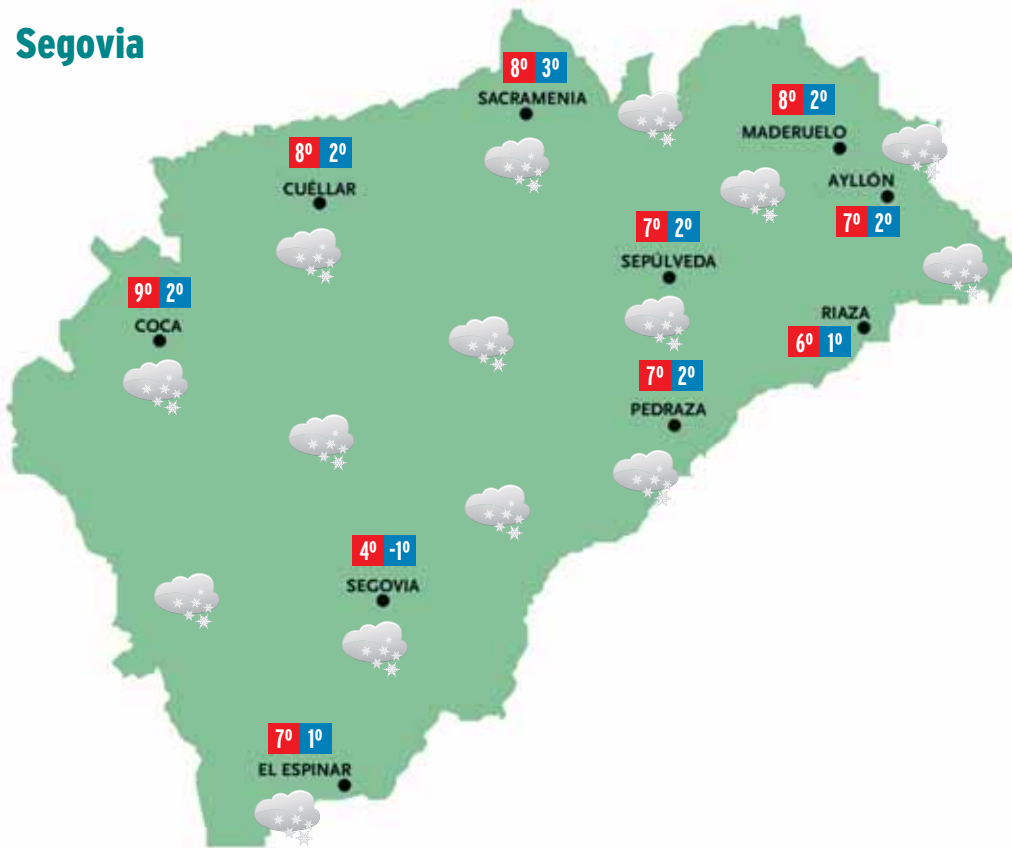 Segovia
8º 3º
SACRAMENIA
8º 2º
MADERUELO
8º 2º
CUÉLLAR
AYLLÓN
7º 2º
7º 2º
SEPÚLVEDA
9º 2º
COCA
RIAZA
6º 1º
7º 2º
PEDRAZA
4º -1º
SEGOVIA
7º 1º
EL ESPINAR